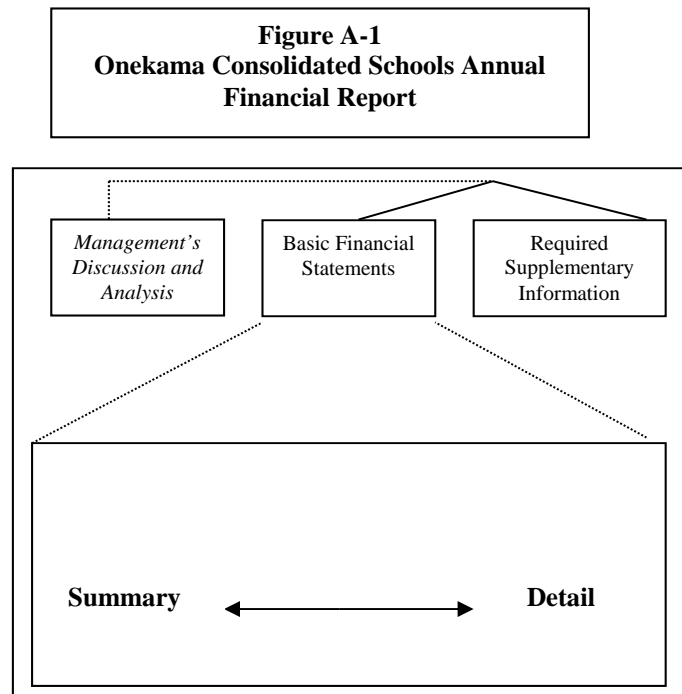 Figure A-1
Onekama Consolidated Schools Annual
Financial Report
Management’s
Discussion and
Analysis
Basic Financial
Statements
Required
Supplementary
Information
Summary
Detail